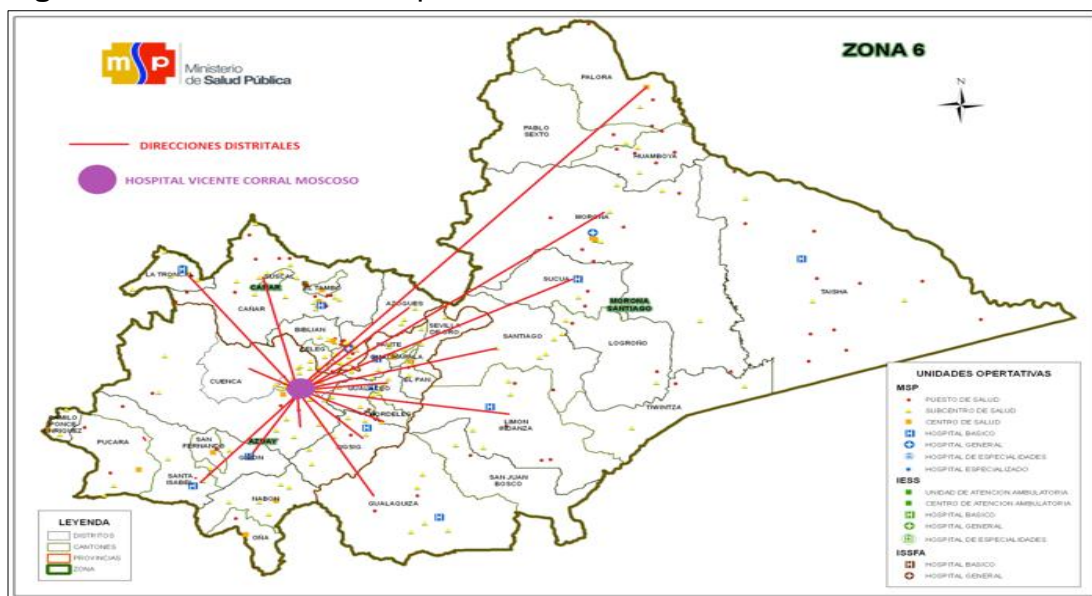 ZONA 6
msp
Ministerio
de Salud Pública
N
DIRECCIONES DISTRITALES
HOSPITAL VICENTE CORRAL MOSCOSO
PALORA
PABLO
SEXTO
HUAMBOYA
MORONA
LA TRONCAL
SUSCAL
CAÑAR
EL TAMBO
SUCUA
MORONA
SANTIAGO
TAISHA
CAÑAR
AZOGUES
SEVILLA
DE ORO
BIBLIAN
DELEG
SANTIAGO
LOGROÑO
CUENCA
EL PAN
GUALACEO
CHORDELEG
TIWINTZA
LIMON
INDANZA
CAMILO
PONCE
ENRIQUEZ
PUCARA
SAN
FERNANDO
AZUAY
GIRON
SIGSIG
SANTA
ISABEL
SAN JUAN
BOSCO
NABON
GUALAQUIZA
OÑA
LEYENDA
DISTRITOS
CANTONES
PROVINCIAS
ZONA
UNIDADES OPERTATIVAS
MSP
PUESTO DE SALUD
SUBCENTRO DE SALUD
CENTRO DE SALUD
HOSPITAL BASICO
HOSPITAL GENERAL
HOSPITAL DE ESPECIALIDADES
HOSPITAL ESPECIALIZADO
IESS
UNIDAD DE ATENCION AMBULATORIA
CENTRO DE ATENCION AMBULATORIA
HOSPITAL BASICO
HOSPITAL GENERAL
HOSPITAL DE ESPECIALIDADES
ISSFA
HOSPITAL BASICO
HOSPITAL GENERAL